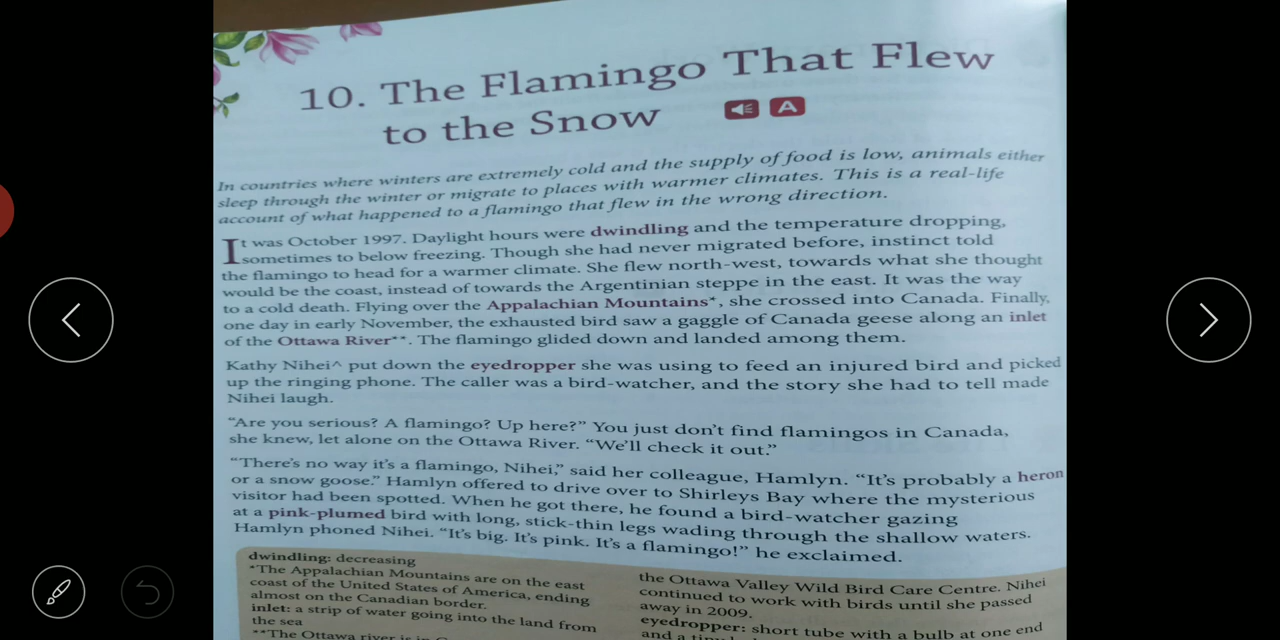 10. The Flamingo That Flew
to the Snow
A
In countries where winters are extremely cold and the supply of food is low, animals either
sleep through the winter or migrate to places with warmer climates. This is a real-life
account of what happened to a flamingo that flew in the wrong direction.
It was October 1997. Daylight hours were dwindling and the temperature dropping,
sometimes to below freezing. Though she had never migrated before, instinct told
the flamingo to head for a warmer climate. She flew north-west, towards what she thought
would be the coast, instead of towards the Argentinian steppe in the east. It was the way
to a cold death. Flying over the Appalachian Mountains*, she crossed into Canada. Finally,
one day in early November, the exhausted bird saw a gaggle of Canada geese along an inlet
of the Ottawa River**. The flamingo glided down and landed among them.
Kathy Nihei^ put down the eyedropper she was using to feed an injured bird and picked
up the ringing phone. The caller was a bird-watcher, and the story she had to tell made
Nihei laugh.
“Are you serious? A flamingo? Up here?” You just don’t find flamingos in Canada,
she knew, let alone on the Ottawa River. “We’ll check it out.”
“There’s no way it’s a flamingo, Nihei,” said her colleague, Hamlyn. “It’s probably a heron
or a snow goose.” Hamlyn offered to drive over to Shirleys Bay where the mysterious
visitor had been spotted. When he got there, he found a bird-watcher gazing
at a pink-plumed bird with long, stick-thin legs wading through the shallow waters.
Hamlyn phoned Nihei. “It’s big. It’s pink. It’s a flamingo!” he exclaimed.
dwindling: decreasing
*The Appalachian Mountains are on the east
coast of the United States of America, ending
almost on the Canadian border.
inlet: a strip of water going into the land from
the sea
**The Ottawa river is in
the Ottawa Valley Wild Bird Care Centre. Nihei
continued to work with birds until she passed
away in 2009.
eyedropper: short tube with a bulb at one end
and a